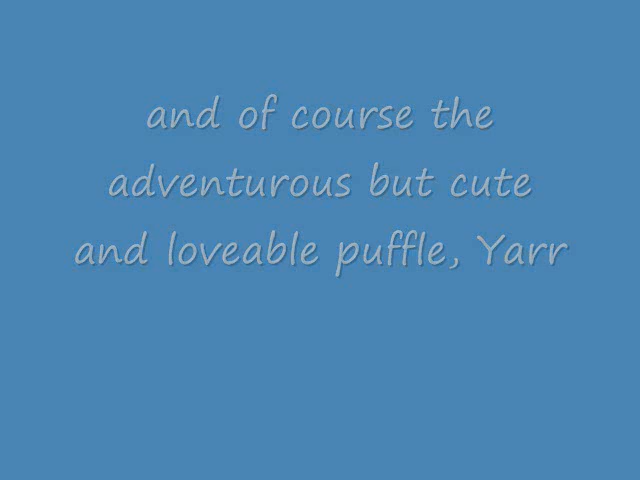 and of course the
adventurous but cute
and loveable puffle, Yarr